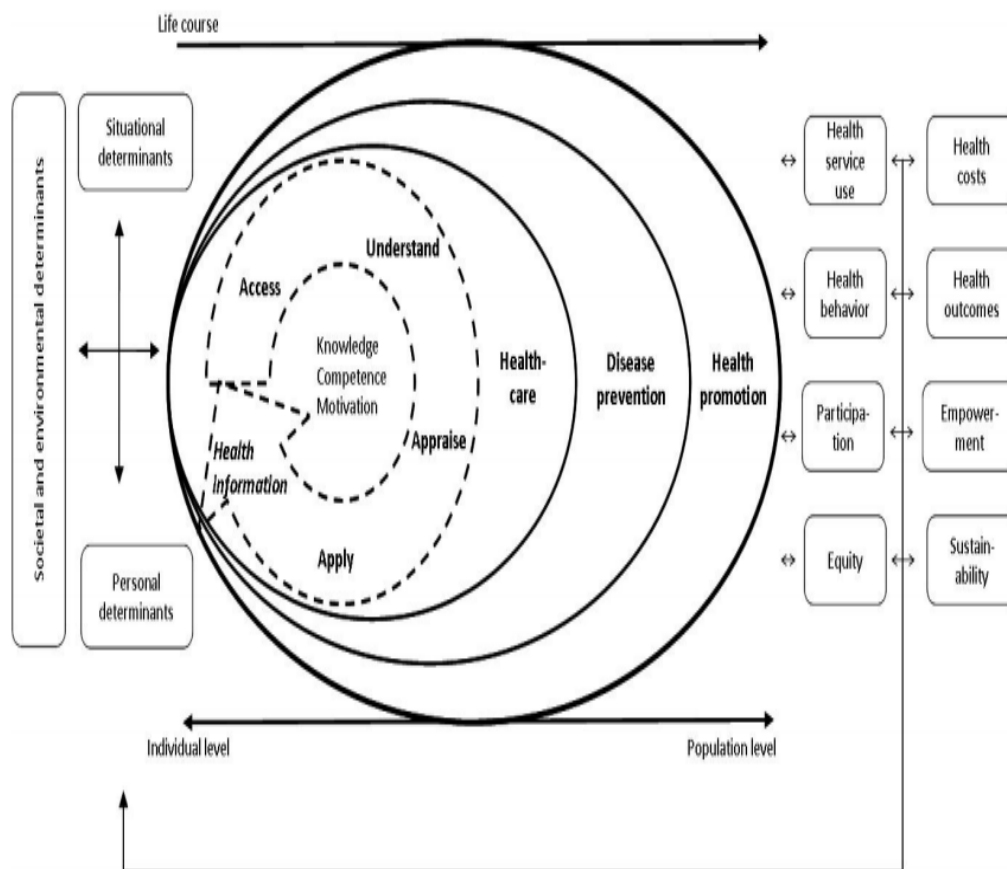 Life course
Societal and environmental determinants
Situational
determinants
Personal
determinants
Access
Understand
Knowledge
Competence
Motivation
Appraise
Health
information
Apply
Health-
care
Disease
prevention
Health
promotion
Health
service
use
Health
costs
Health
behavior
Health
outcomes
Participa-
tion
Empower-
ment
Equity
Sustain-
ability
Individual level
Population level